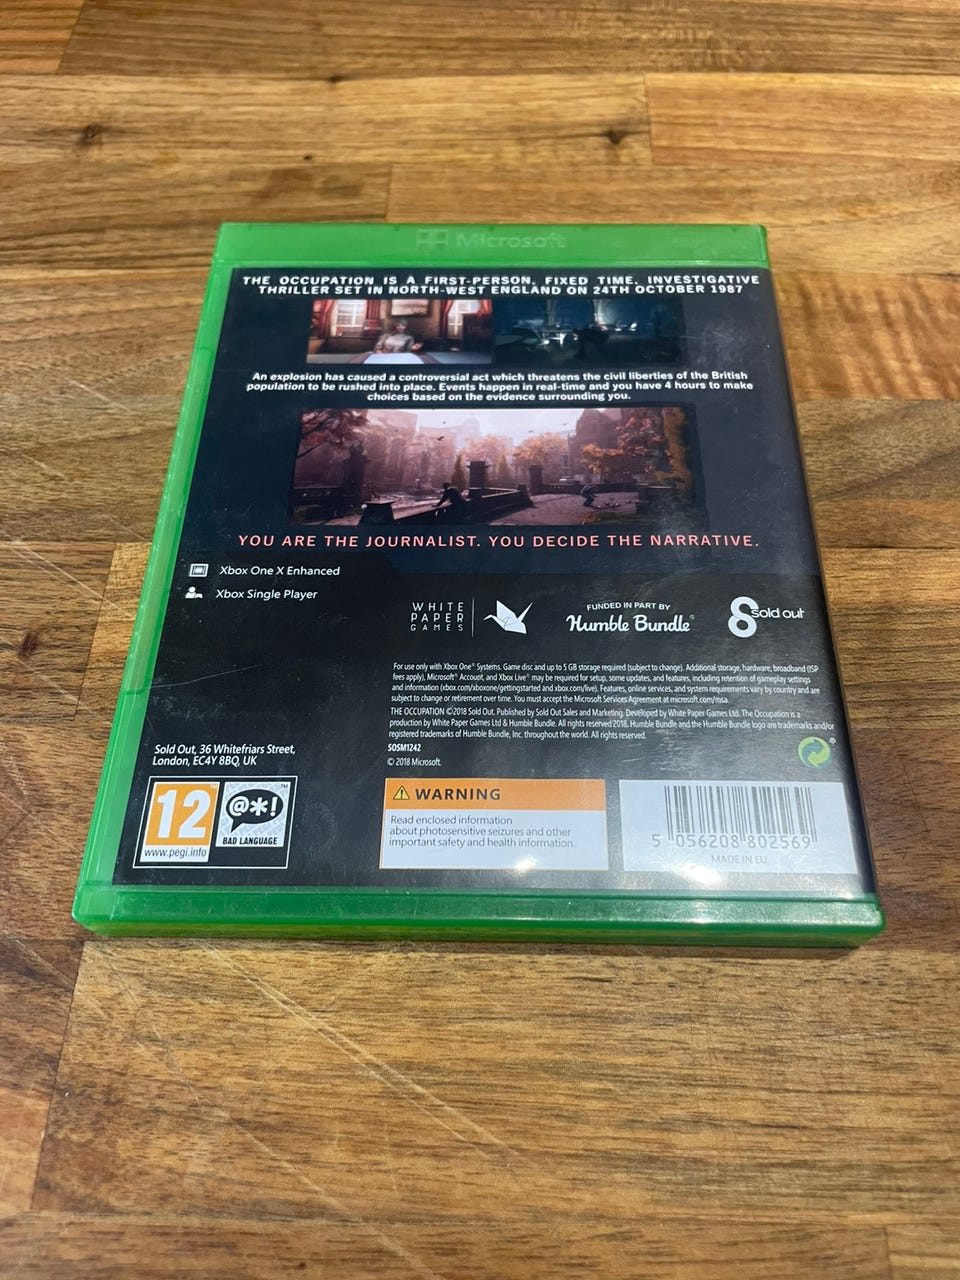 Microsoft
THE OCCUPATION IS A FIRST-PERSON, FIXED TIME, INVESTIGATIVE
THRILLER SET IN NORTH-WEST ENGLAND ON 24TH OCTOBER 1987
An explosion has caused a controversial act which threatens the civil liberties of the British
population to be rushed into place. Events happen in real-time and you have 4 hours to make
choices based on the evidence surrounding you.
YOU ARE THE JOURNALIST. YOU DECIDE THE NARRATIVE.
Xbox One X Enhanced
Xbox Single Player
WHITE
PAPER
GAMES
FUNDED IN PART BY
Humble Bundle®
Sold out
For use only with Xbox One® Systems. Game disc and up to 5 GB storage required (subject to change). Additional storage, hardware, broadband (ISP
fees apply), Microsoft® Account, and Xbox Live® may be required for setup, some updates, and features, including retention of gameplay settings
and information (xbox.com/xboxone/gettingstarted and xbox.com/live). Features, online services, and system requirements vary by country and are
subject to change or retirement over time. You must accept the Microsoft Services Agreement at microsoft.com/msa.
THE OCCUPATION ©2018 Sold Out. Published by Sold Out Sales and Marketing. Developed by White Paper Games Ltd. The Occupation is a
production by White Paper Games Ltd & Humble Bundle. All rights reserved 2018. Humble Bundle and the Humble Bundle logo are trademarks and/or
registered trademarks of Humble Bundle, Inc. throughout the world. All rights reserved.
SOSM1242
© 2018 Microsoft.
Sold Out, 36 Whitefriars Street,
London, EC4Y 8BQ, UK
12
www.pegi.info
@*!
BAD LANGUAGE
WARNING
Read enclosed information
about photosensitive seizures and other
important safety and health information.
5 056208 802569
MADE IN EU